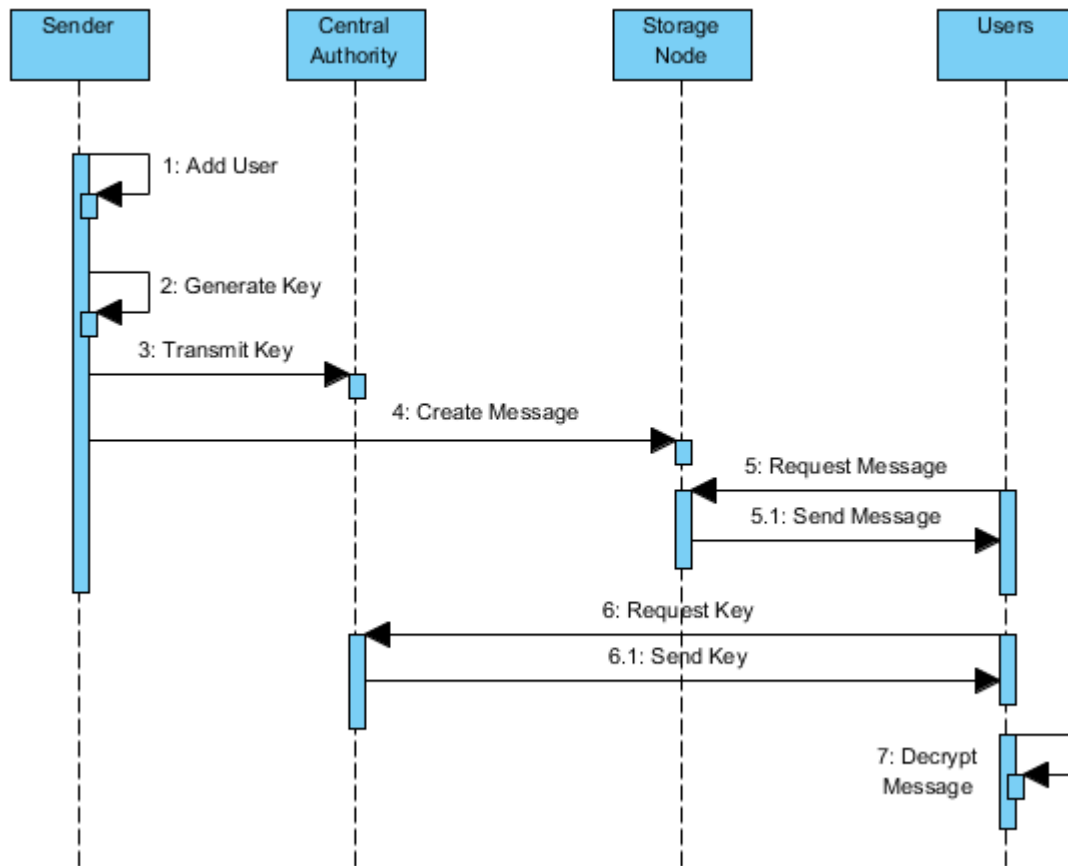 Sender
Central
Authority
Storage
Node
Users
1: Add User
2: Generate Key
3: Transmit Key
4: Create Message
5: Request Message
5.1: Send Message
6: Request Key
6.1: Send Key
7: Decrypt
Message